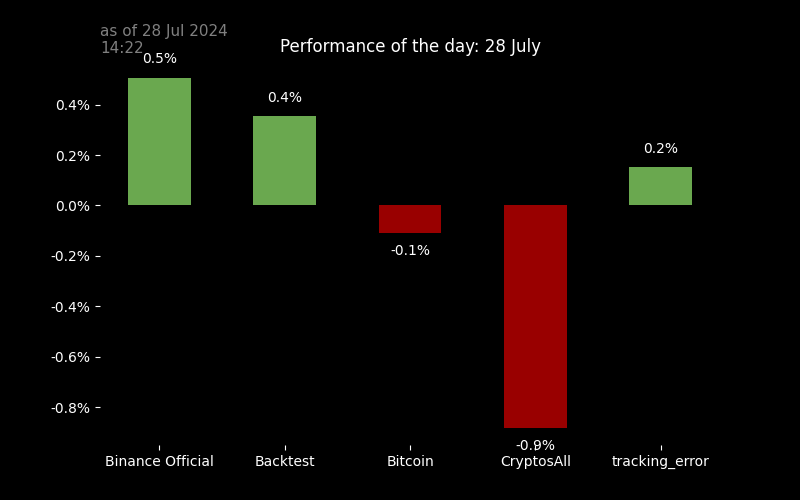 as of 28 Jul 2024
14:22
Performance of the day: 28 July
0.5%
0.4%
0.2%
-0.1%
-0.9%
0.4%
0.2%
0.0%
-0.2%
-0.4%
-0.6%
-0.8%
Binance Official
Backtest
Bitcoin
CryptosAll
tracking_error